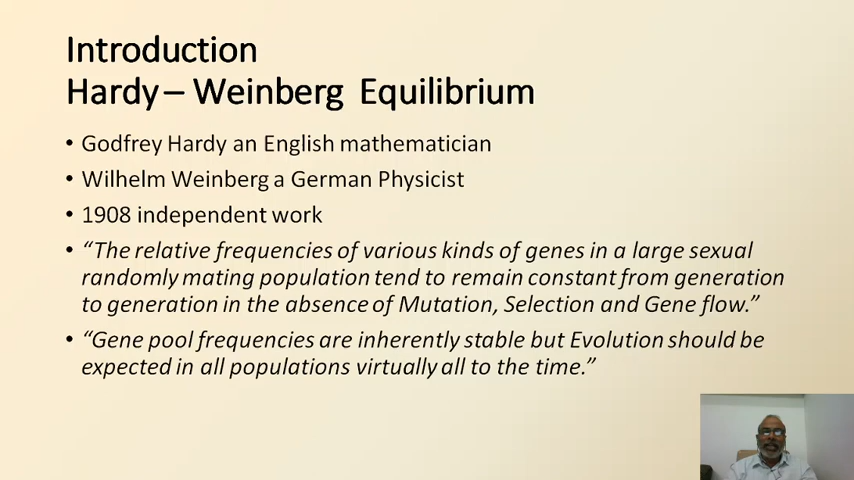 Introduction
Hardy – Weinberg Equilibrium
• Godfrey Hardy an English mathematician
• Wilhelm Weinberg a German Physicist
• 1908 independent work
• “The relative frequencies of various kinds of genes in a large sexual
randomly mating population tend to remain constant from generation
to generation in the absence of Mutation, Selection and Gene flow.”
• “Gene pool frequencies are inherently stable but Evolution should be
expected in all populations virtually all to the time.”